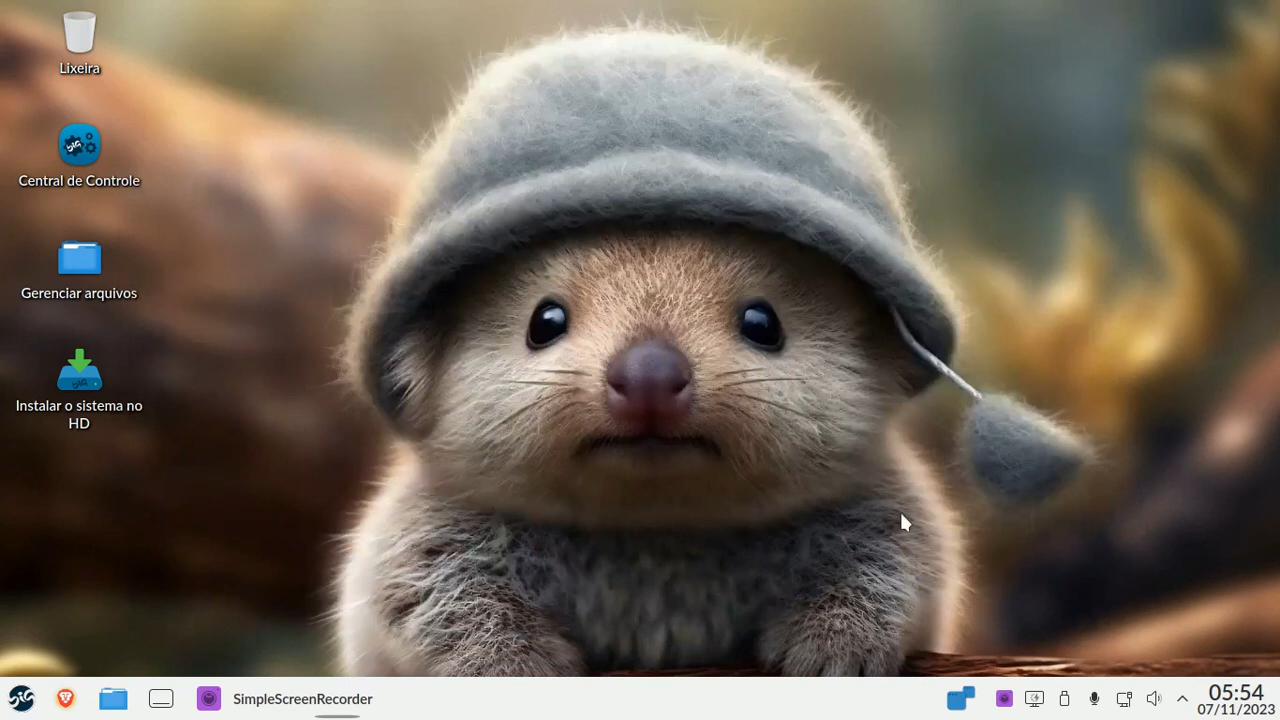 Lixeira
Central de Controle
Gerenciar arquivos
Instalar o sistema no
HD
SimpleScreenRecorder
05:54
07/11/2023